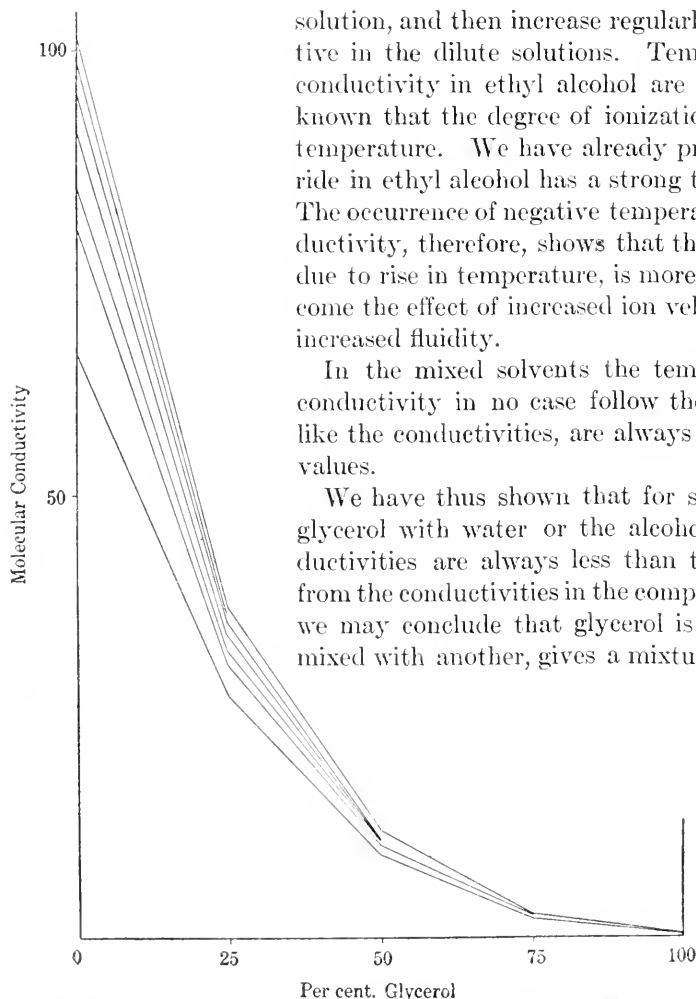 solution, and then increase regularl
tive in the dilute solutions. Tem
conductivity in ethyl alcohol are
known that the degree of ionizatio
temperature. We have already pr
ride in ethyl alcohol has a strong t
The occurrence of negative tempera
ductivity, therefore, shows that th
due to rise in temperature, is more
come the effect of increased ion vel
increased fluidity.
In the mixed solvents the tem
conductivity in no case follow the
like the conductivities, are always
values.
We have thus shown that for s
glycerol with water or the alcoho
ductivities are always less than t
from the conductivities in the comp
we may conclude that glycerol is
mixed with another, gives a mixtu
100
50
Molecular Conductivity
0 25 50 75 100
Per cent. Glycerol